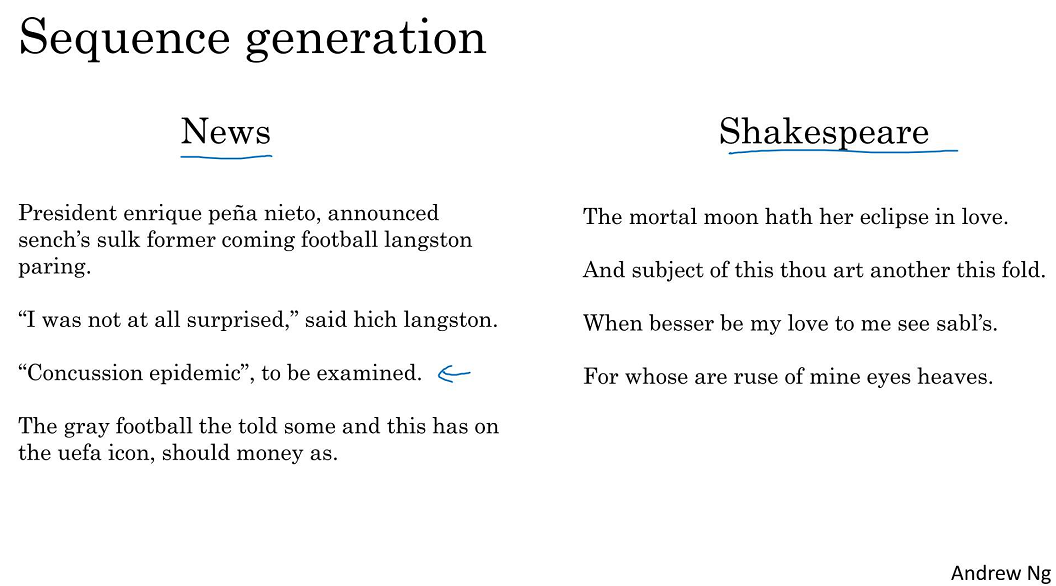 Sequence generation
News
President enrique peña nieto, announced
sench’s sulk former coming football langston
paring.
“I was not at all surprised,” said hich langston.
“Concussion epidemic”, to be examined.
The gray football the told some and this has on
the uefa icon, should money as.
Shakespeare
The mortal moon hath her eclipse in love.
And subject of this thou art another this fold.
When besser be my love to me see sabl’s.
For whose are ruse of mine eyes heaves.
Andrew Ng